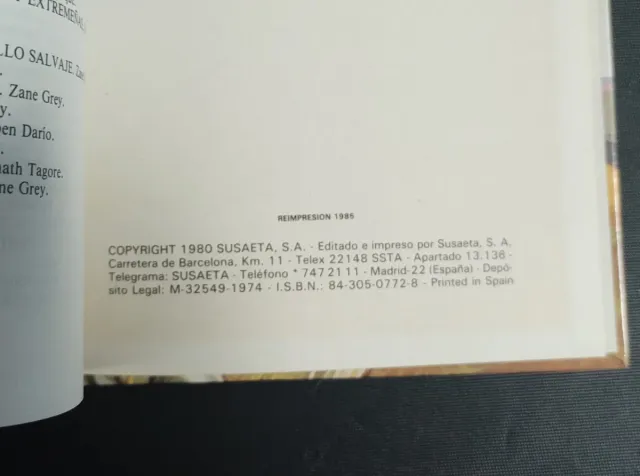 EXTREMEÑAS
LLO SALVAJE.
.
. Zane Grey.
y.
en Darío.
.
ath Tagore.
ne Grey.
REIMPRESION 1985
COPYRIGHT 1980 SUSAETA, S.A. - Editado e impreso por Susaeta, S. A.
Carretera de Barcelona, Km. 11 - Telex 22148 SSTA - Apartado 13.136 -
Telegrama: SUSAETA - Teléfono * 747 21 11 - Madrid-22 (España) - Depó-
sito Legal: M-32549-1974 - I.S.B.N.: 84-305-0772-8 - Printed in Spain